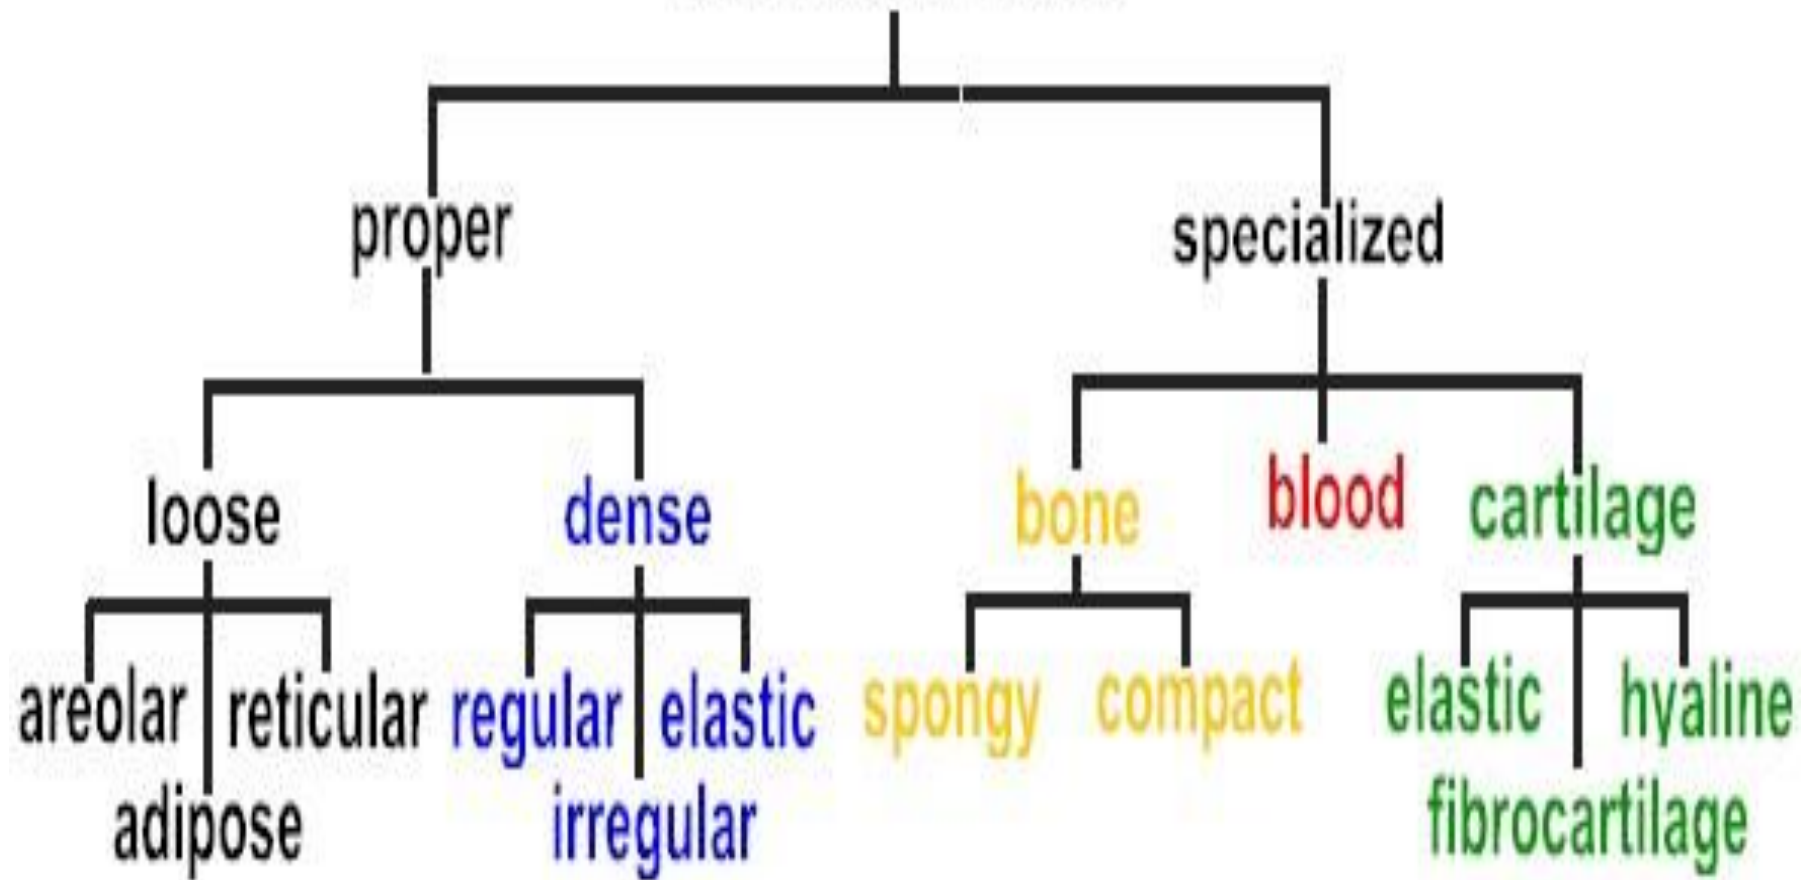 proper specialized
loose dense bone blood cartilage
areolar reticular regular elastic spongy compact elastic hyaline
adipose irregular fibrocartilage